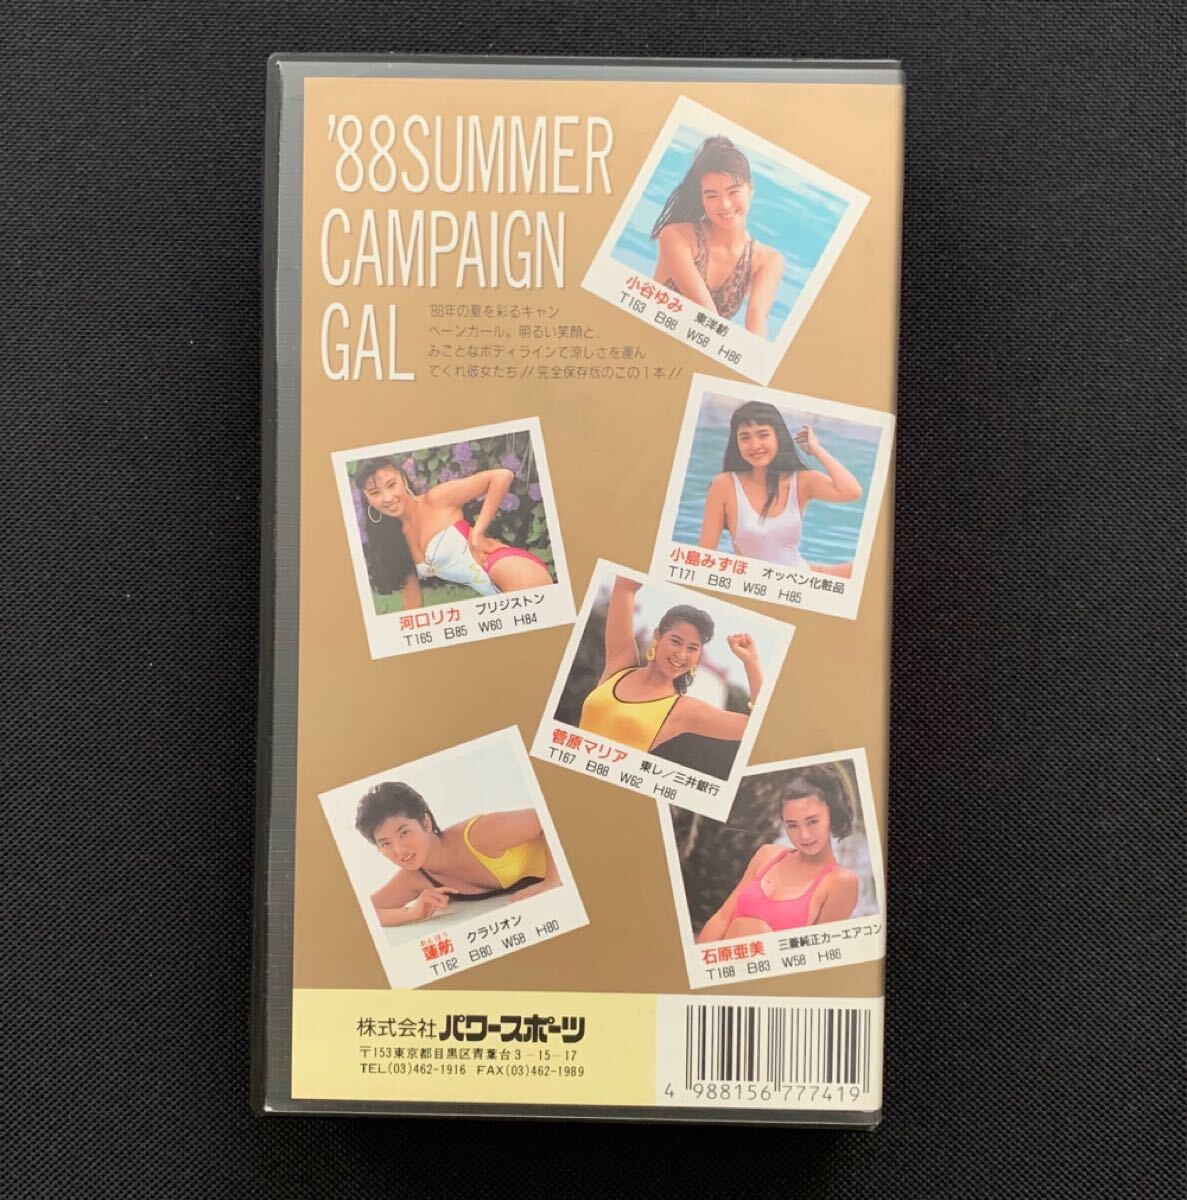 '88SUMMER
CAMPAIGN
GAL
'88年の夏を彩るキャン
ペーンガール。明るい笑顔と、
みごとなボディラインで涼しさを運ん
でくれ彼女たち!!完全保存版のこの1本!!
小谷ゆみ 東洋紡
T163 B88 W58 H86
小島みずほ オッペン化粧品
T171 B83 W58 H85
河口リカ ブリジストン
T165 B85 W60 H84
菅原マリア 東レ/三井銀行
T167 B88 W62 H88
れんほう
蓮舫 クラリオン
T162 B80 W58 H80
石原亜美 三菱純正カーエアコン
T168 B83 W58 H86
株式会社パワースポーツ
〒153東京都目黒区青葉台3-15-17
TEL(03)462-1916 FAX(03)462-1989
4 988156 777419